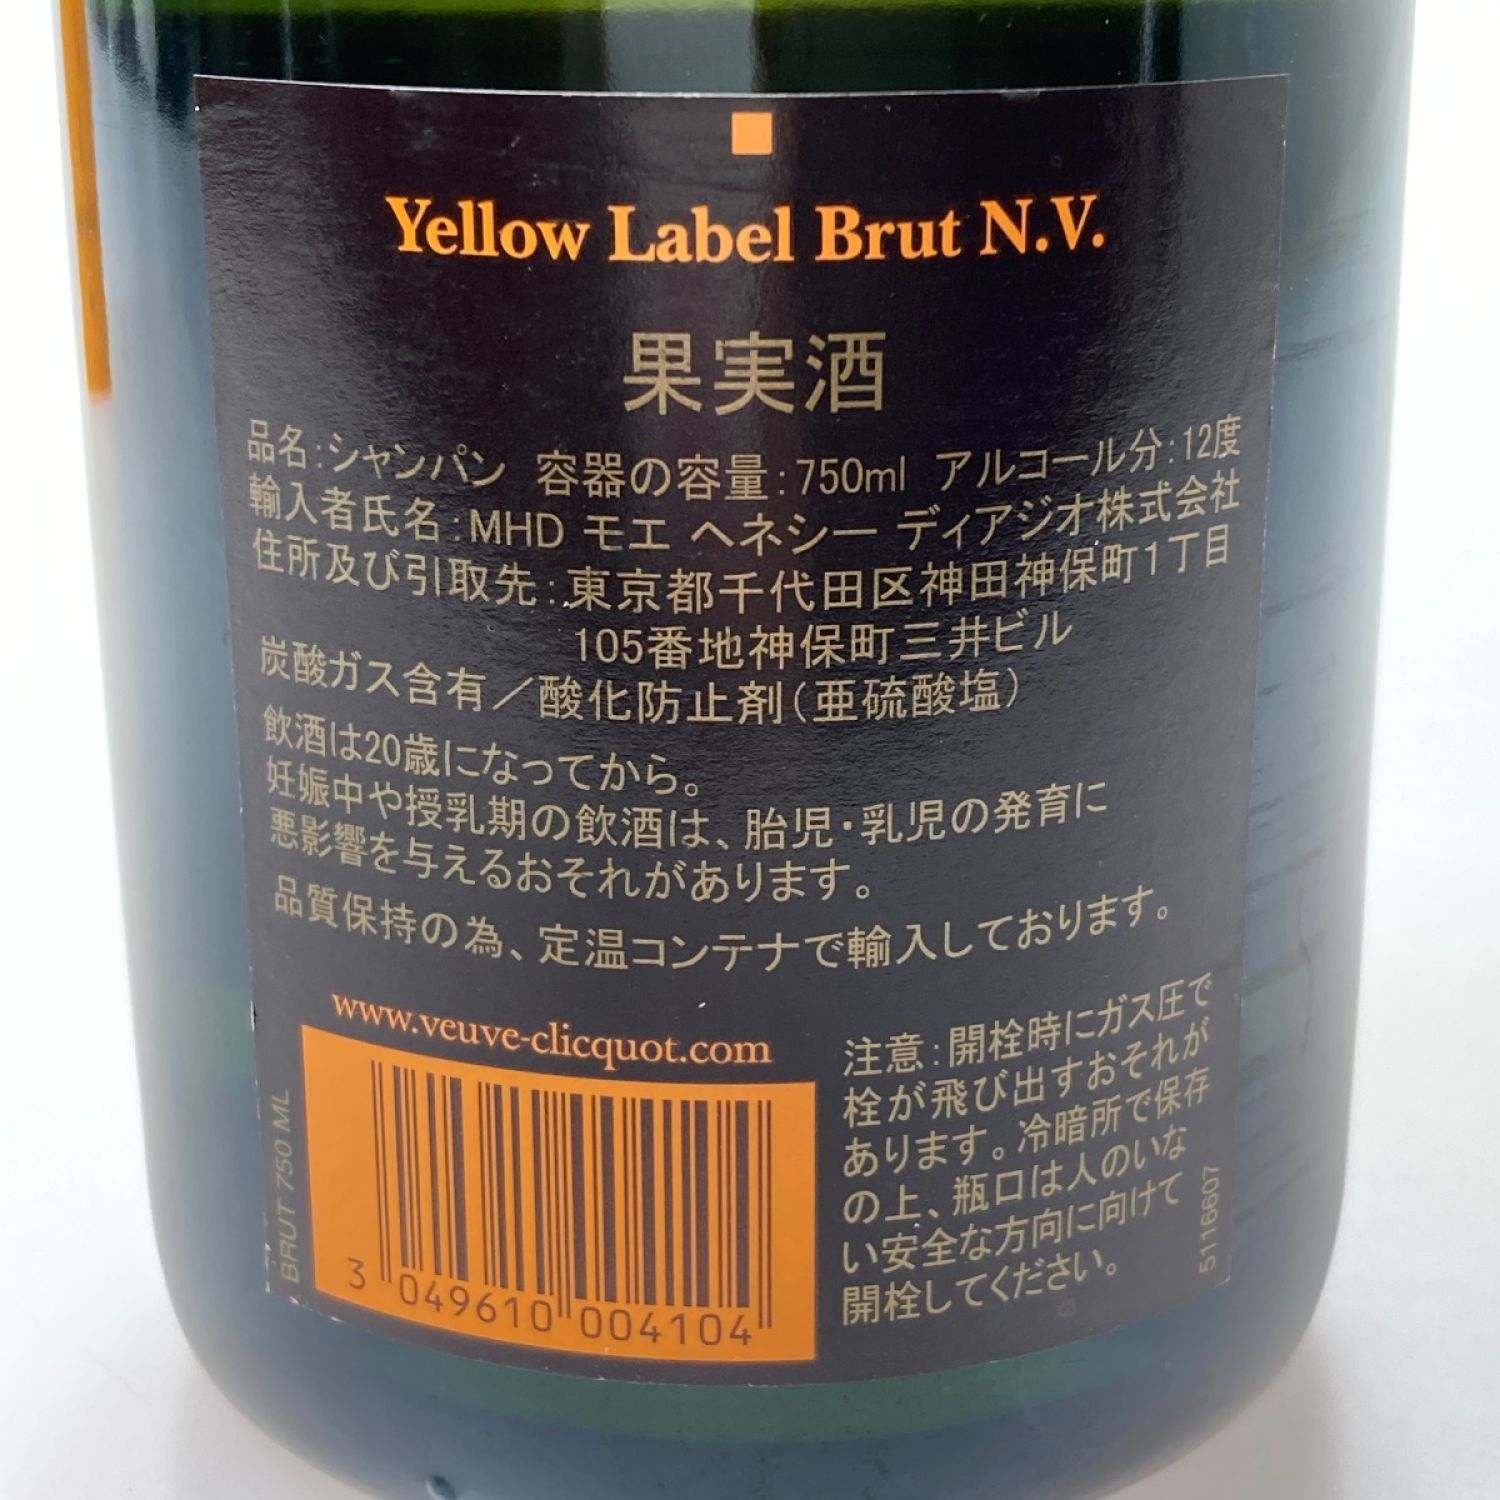 Yellow Label Brut N.V.
果実酒
品名:シャンパン 容器の容量:750ml アルコール分:12度
輸入者氏名:MHD モエ ヘネシー ディアジオ株式会社
住所及び引取先:東京都千代田区神田神保町1丁目
105番地神保町三井ビル
炭酸ガス含有/酸化防止剤(亜硫酸塩)
飲酒は20歳になってから。
妊娠中や授乳期の飲酒は、胎児・乳児の発育に
悪影響を与えるおそれがあります。
品質保持の為、定温コンテナで輸入しております。
www.veuve-clicquot.com
BRUT 750 ML
3 049610 004104
注意:開栓時にガス圧で
栓が飛び出すおそれが
あります。冷暗所で保存
の上、瓶口は人のいな
い安全な方向に向けて
開栓してください。
5116607